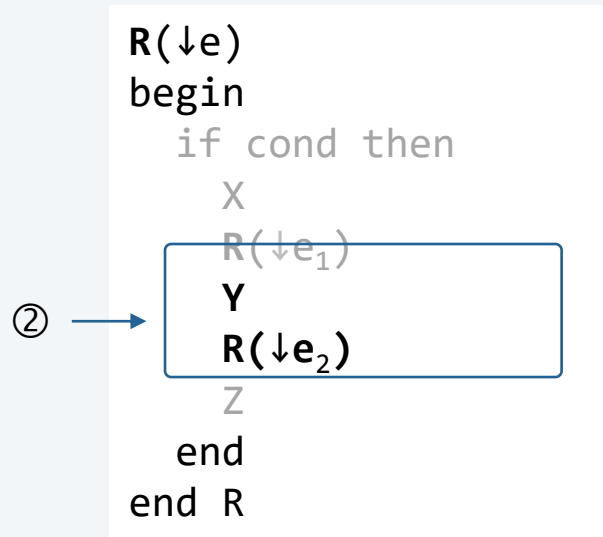 R(↓e)
begin
if cond then
X
R(↓e₁)
Y
② R(↓e₂)
Z
end
end R